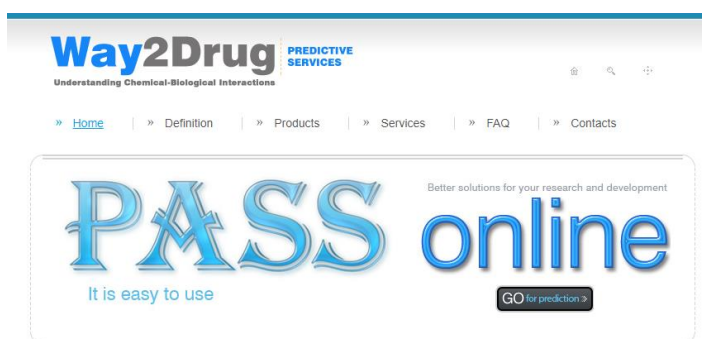 Way2Drug PREDICTIVE
SERVICES
Understanding Chemical-Biological Interactions
» Home » Definition » Products » Services » FAQ » Contacts
PASS
Better solutions for your research and development
online
It is easy to use
GO for prediction »